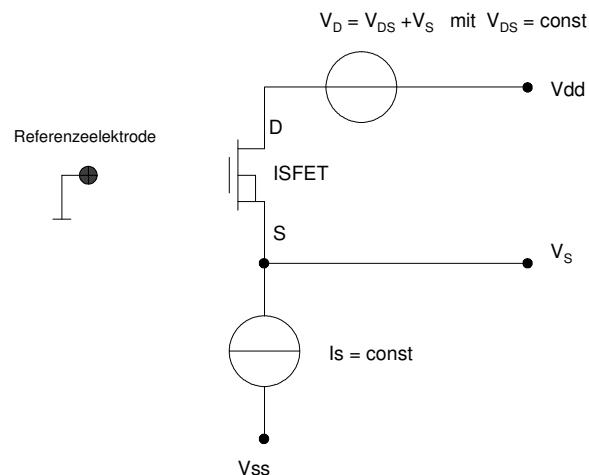 V_D = V_DS +V_S mit V_DS = const
Vdd
Referenzeelektrode
D
ISFET
S
V_S
Is = const
Vss